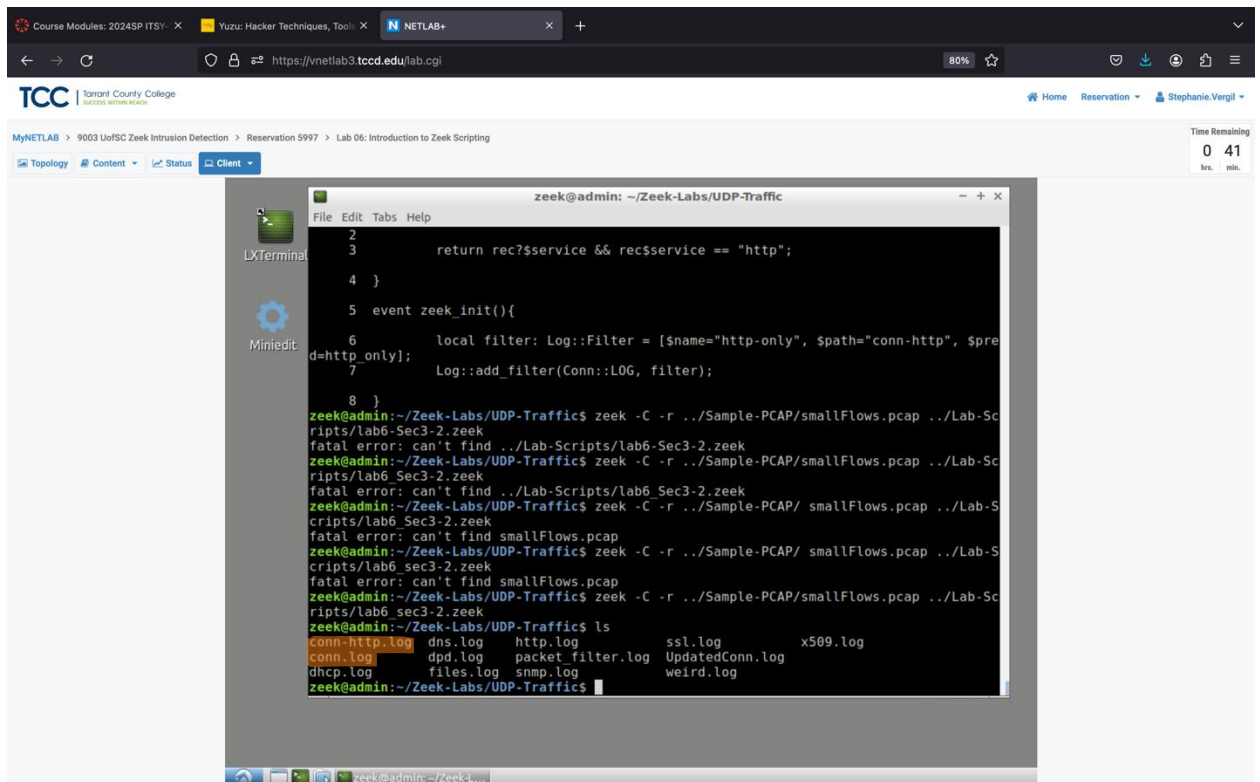 Course Modules: 2024SP ITSY-
Yuzu: Hacker Techniques, Tools
NETLAB+
https://vnetlab3.tccd.edu/lab.cgi
80%
TCC Tarrant County College
SUCCESS WITHIN REACH.
Home Reservation Stephanie.Vergil
MyNETLAB > 9003 UofSC Zeek Intrusion Detection > Reservation 5997 > Lab 06: Introduction to Zeek Scripting
Time Remaining
0 41
hrs. min.
Topology Content Status Client
zeek@admin: ~/Zeek-Labs/UDP-Traffic
File Edit Tabs Help
LXTerminal
Miniedit
2
3 return rec?$service && rec$service == "http";
4 }
5 event zeek_init(){
6 local filter: Log::Filter = [$name="http-only", $path="conn-http", $pre
d=http_only];
7 Log::add_filter(Conn::LOG, filter);
8 }
zeek@admin:~/Zeek-Labs/UDP-Traffic$ zeek -C -r ../Sample-PCAP/smallFlows.pcap ../Lab-Sc
ripts/lab6-Sec3-2.zeek
fatal error: can't find ../Lab-Scripts/lab6-Sec3-2.zeek
zeek@admin:~/Zeek-Labs/UDP-Traffic$ zeek -C -r ../Sample-PCAP/smallFlows.pcap ../Lab-Sc
ripts/lab6_Sec3-2.zeek
fatal error: can't find ../Lab-Scripts/lab6_Sec3-2.zeek
zeek@admin:~/Zeek-Labs/UDP-Traffic$ zeek -C -r ../Sample-PCAP/ smallFlows.pcap ../Lab-S
cripts/lab6_Sec3-2.zeek
fatal error: can't find smallFlows.pcap
zeek@admin:~/Zeek-Labs/UDP-Traffic$ zeek -C -r ../Sample-PCAP/ smallFlows.pcap ../Lab-S
cripts/lab6_sec3-2.zeek
fatal error: can't find smallFlows.pcap
zeek@admin:~/Zeek-Labs/UDP-Traffic$ zeek -C -r ../Sample-PCAP/smallFlows.pcap ../Lab-Sc
ripts/lab6_sec3-2.zeek
zeek@admin:~/Zeek-Labs/UDP-Traffic$ ls
conn-http.log dns.log http.log ssl.log x509.log
conn.log dpd.log packet_filter.log UpdatedConn.log
dhcp.log files.log snmp.log weird.log
zeek@admin:~/Zeek-Labs/UDP-Traffic$
zeek@admin: ~/Zeek-L...